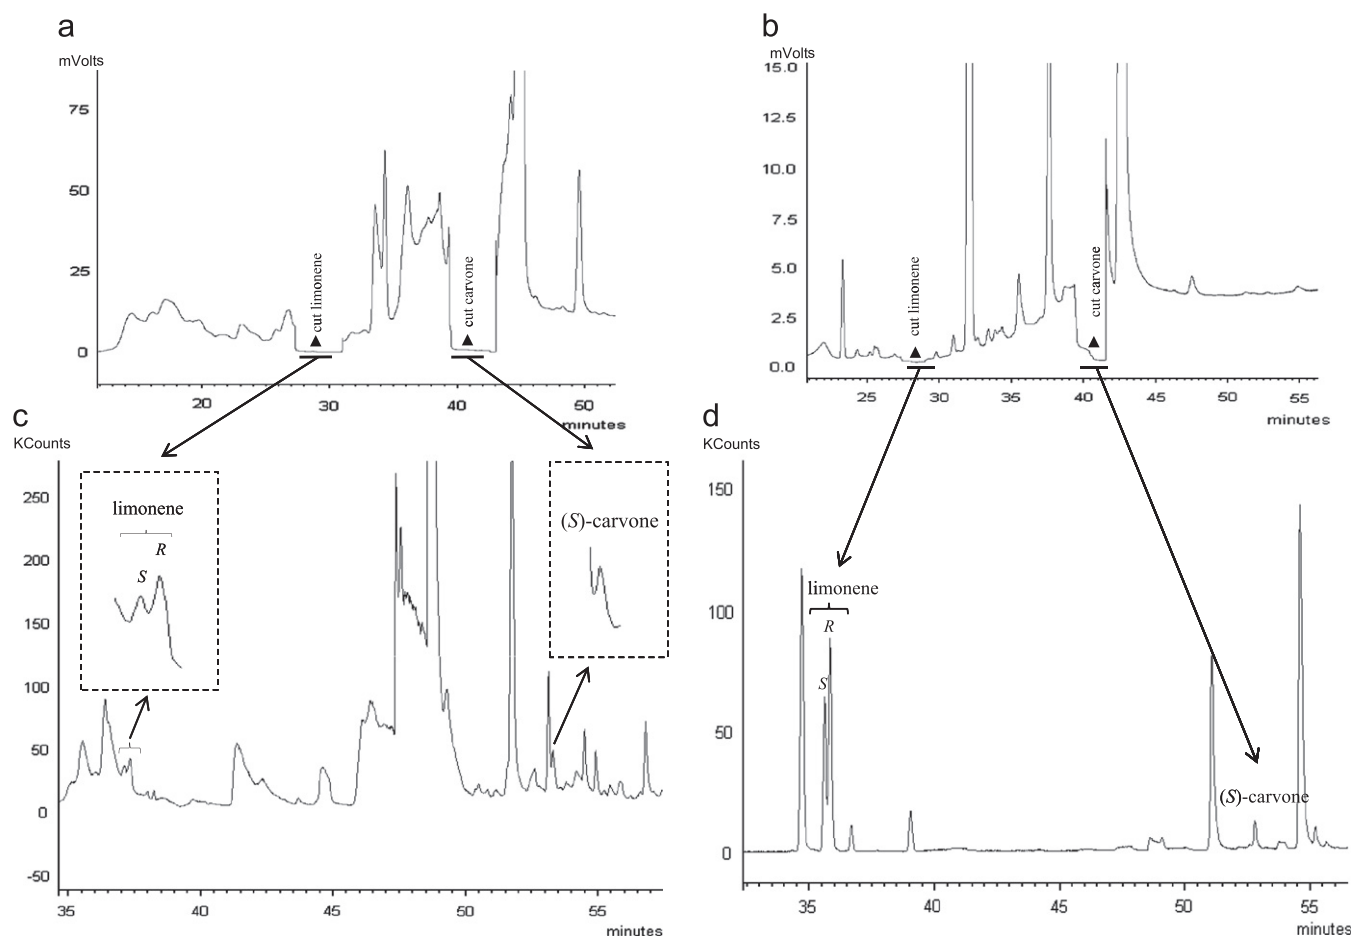 a
mVolts
75
50
25
0
cut limonene
cut carvone
20
30
40
50
minutes
b
mVolts
15.0
12.5
10.0
7.5
5.0
2.5
0.0
cut limonene
cut carvone
25
30
35
40
45
50
55
minutes
c
KCounts
250
200
150
100
50
0
-50
limonene
R
S
(S)-carvone
35
40
45
50
55
minutes
d
KCounts
150
100
50
0
limonene
R
S
(S)-carvone
35
40
45
50
55
minutes